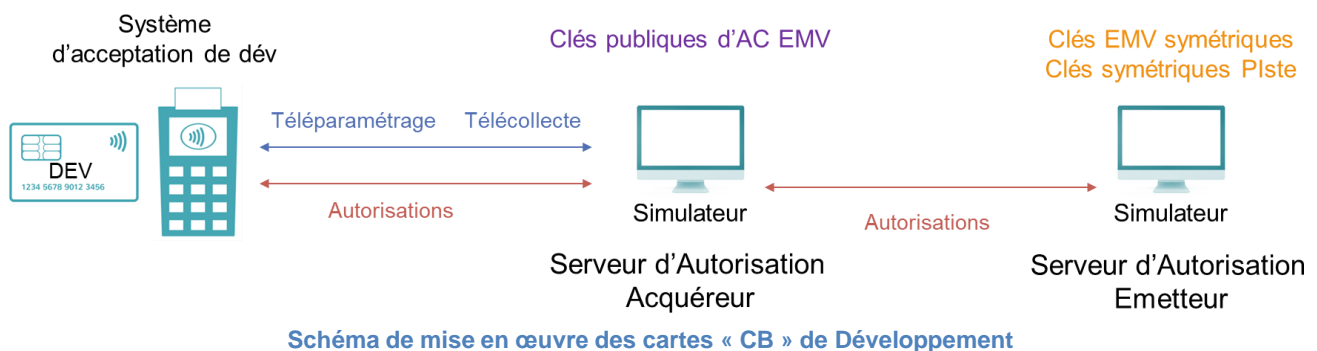 Système
d'acceptation de dév
Clés publiques d'AC EMV
Clés EMV symétriques
Clés symétriques PIste
DEV
1234 5678 9012 3456
Téléparamétrage Télécollecte
Autorisations
Simulateur
Serveur d'Autorisation
Acquéreur
Autorisations
Simulateur
Serveur d'Autorisation
Emetteur
Schéma de mise en œuvre des cartes « CB » de Développement